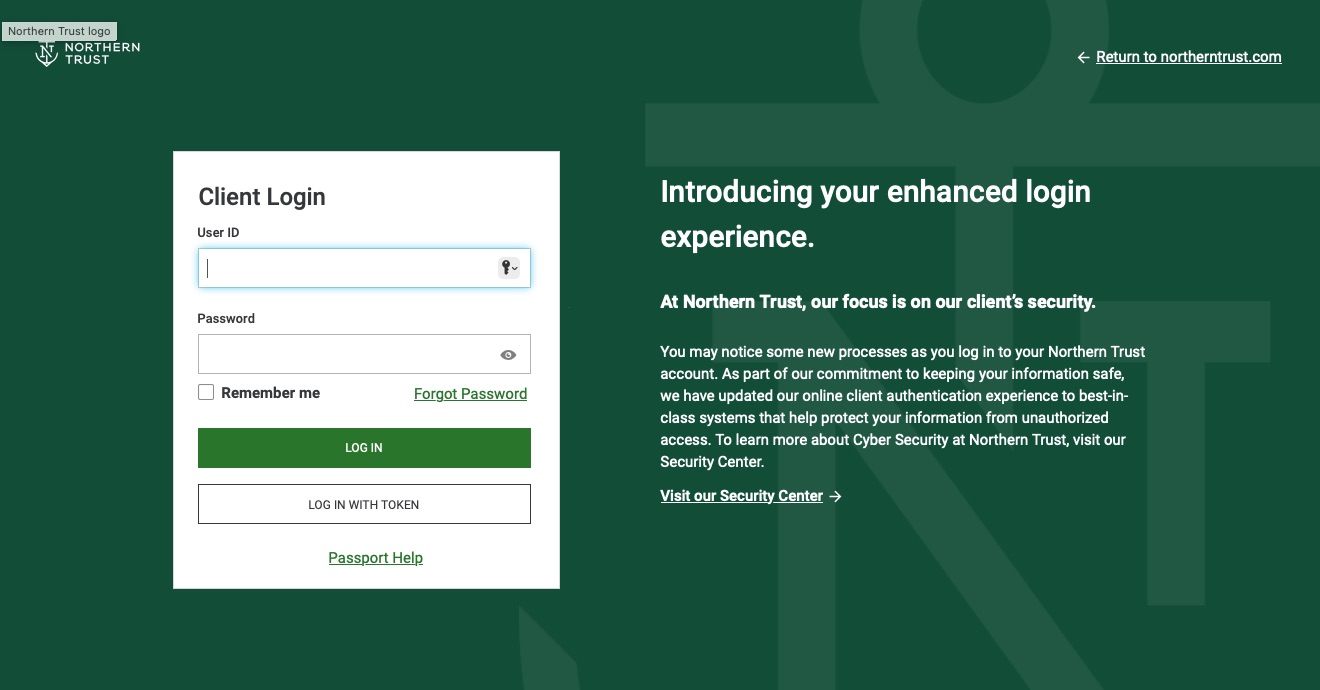 Northern Trust logo
NORTHERN
TRUST
Return to northerntrust.com
Client Login
User ID
Password
Remember me
Forgot Password
LOG IN
LOG IN WITH TOKEN
Passport Help
Introducing your enhanced login
experience.
At Northern Trust, our focus is on our client’s security.
You may notice some new processes as you log in to your Northern Trust
account. As part of our commitment to keeping your information safe,
we have updated our online client authentication experience to best-in-
class systems that help protect your information from unauthorized
access. To learn more about Cyber Security at Northern Trust, visit our
Security Center.
Visit our Security Center